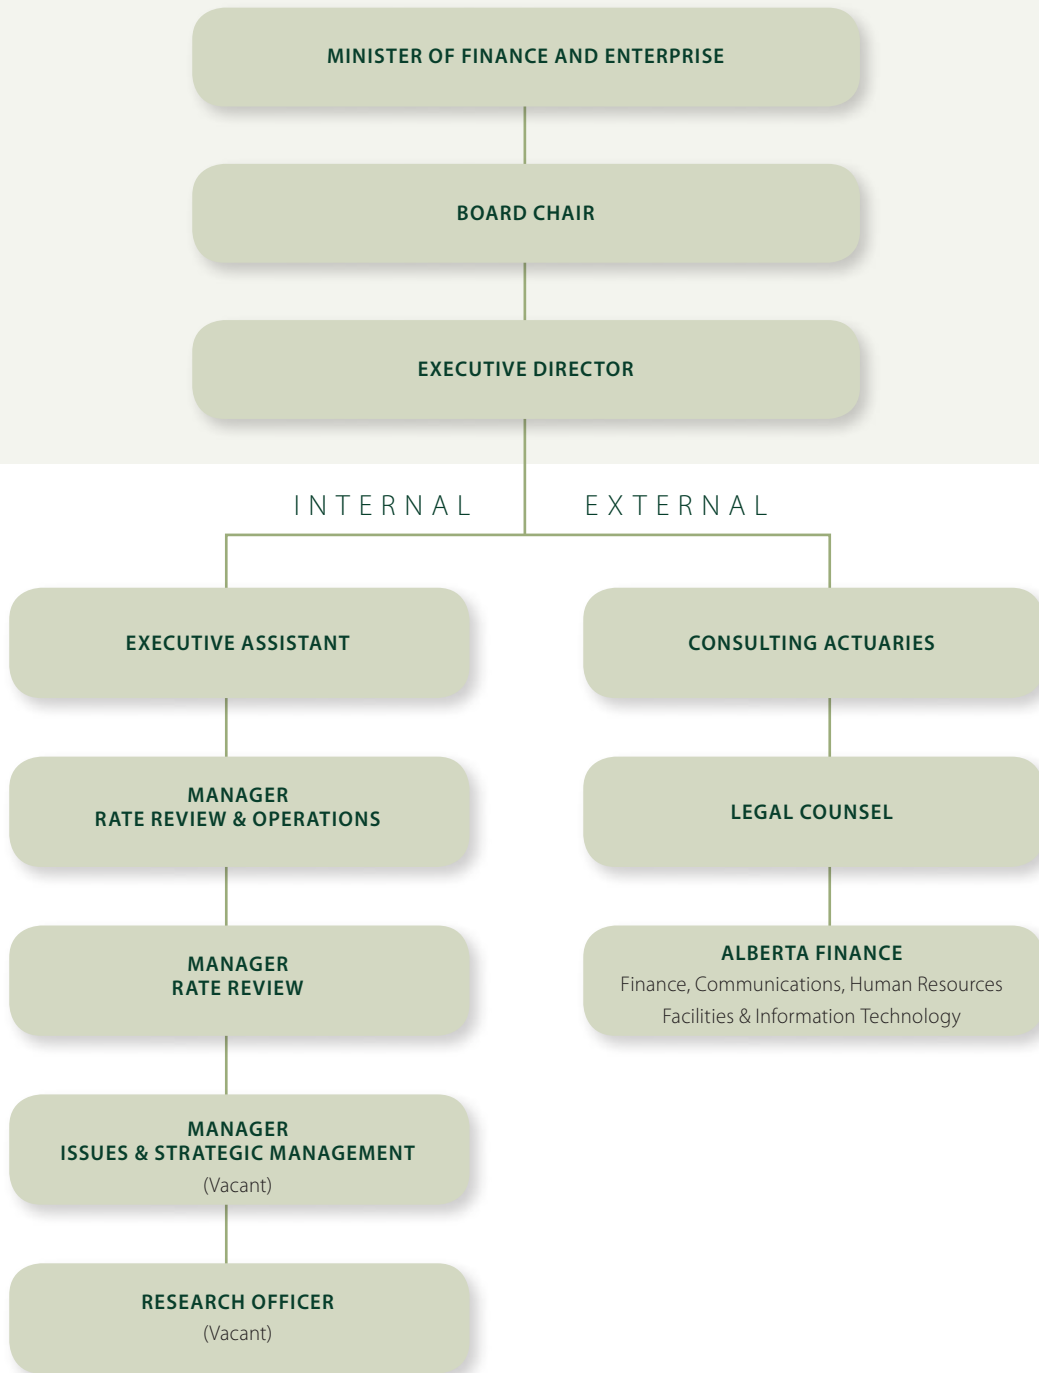 MINISTER OF FINANCE AND ENTERPRISE
BOARD CHAIR
EXECUTIVE DIRECTOR
INTERNAL
EXTERNAL
EXECUTIVE ASSISTANT
MANAGER
RATE REVIEW & OPERATIONS
MANAGER
RATE REVIEW
MANAGER
ISSUES & STRATEGIC MANAGEMENT
(Vacant)
RESEARCH OFFICER
(Vacant)
CONSULTING ACTUARIES
LEGAL COUNSEL
ALBERTA FINANCE
Finance, Communications, Human Resources
Facilities & Information Technology